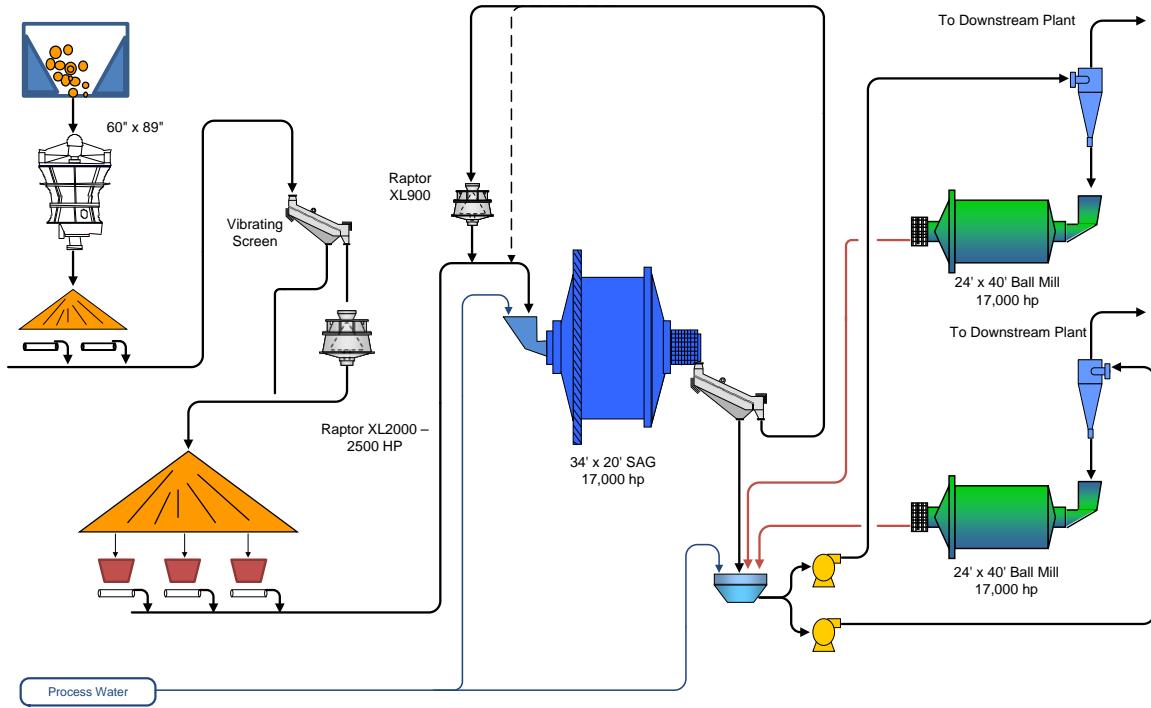 To Downstream Plant
60" x 89"
Raptor
XL900
Vibrating
Screen
24' x 40' Ball Mill
17,000 hp
To Downstream Plant
Raptor XL2000 –
2500 HP
34' x 20' SAG
17,000 hp
24' x 40' Ball Mill
17,000 hp
Process Water